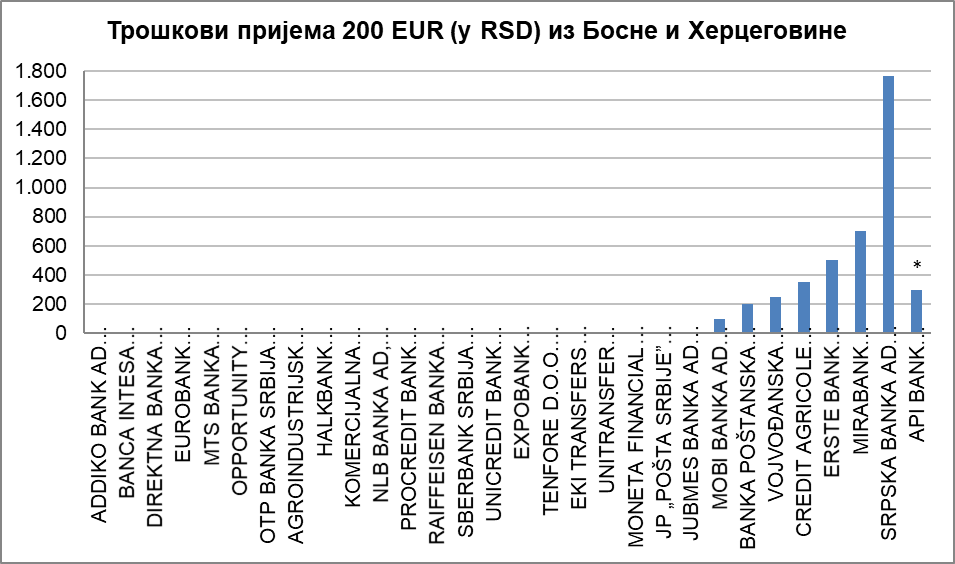 Трошкови пријема 200 EUR (у RSD) из Босне и Херцеговине
1.800
1.600
1.400
1.200
1.000
800
600
400
200
0
*
ADDIKO BANK AD…
BANCA INTESA…
DIREKTNA BANKA…
EUROBANK…
MTS BANKA…
OPPORTUNITY…
OTP BANKA SRBIJA…
AGROINDUSTRIJSK…
HALKBANK…
KOMERCIJALNA…
NLB BANKA AD,…
PROCREDIT BANK…
RAIFFEISEN BANKA…
SBERBANK SRBIJA…
UNICREDIT BANK…
EXPOBANK…
TENFORE D.O.O.…
EKI TRANSFERS…
UNITRANSFER…
MONETA FINANCIAL…
JP „POŠTA SRBIJE”…
JUBMES BANKA AD…
MOBI BANKA AD…
BANKA POŠTANSKA…
VOJVOĐANSKA…
CREDIT AGRICOLE…
ERSTE BANK…
MIRABANK…
SRPSKA BANKA AD…
API BANK…